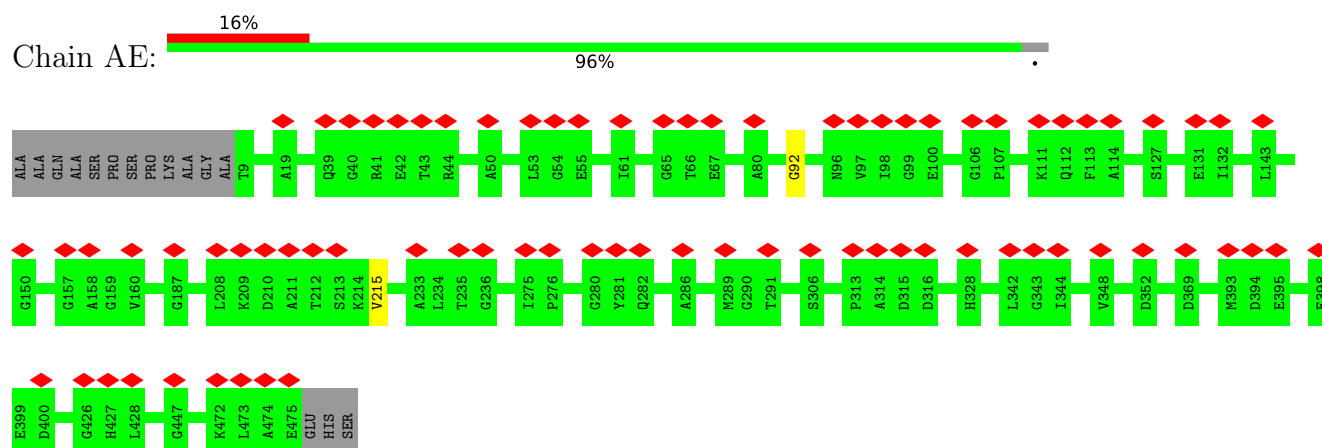 16%
Chain AE:
96%
•
ALA ALA GLN ALA SER PRO SER PRO LYS ALA GLY ALA T9 A19 Q39 G40 R41 E42 T43 R44 A50 L53 G54 E55 I61 G65 T66 E67 A80 G92 N96 V97 I98 G99 E100 G106 P107 K111 Q112 F113 A114 S127 E131 I132 L143
G150 G157 A158 G159 V160 G187 L208 K209 D210 A211 T212 S213 K214 V215 A233 L234 T235 G236 I275 P276 G280 Y281 Q282 A286 M289 G290 T291 S306 P313 A314 D315 D316 H328 L342 G343 I344 V348 D352 D369 M393 D394 E395 E398
E399 D400 G426 H427 L428 G447 K472 L473 A474 E475 GLU HIS SER